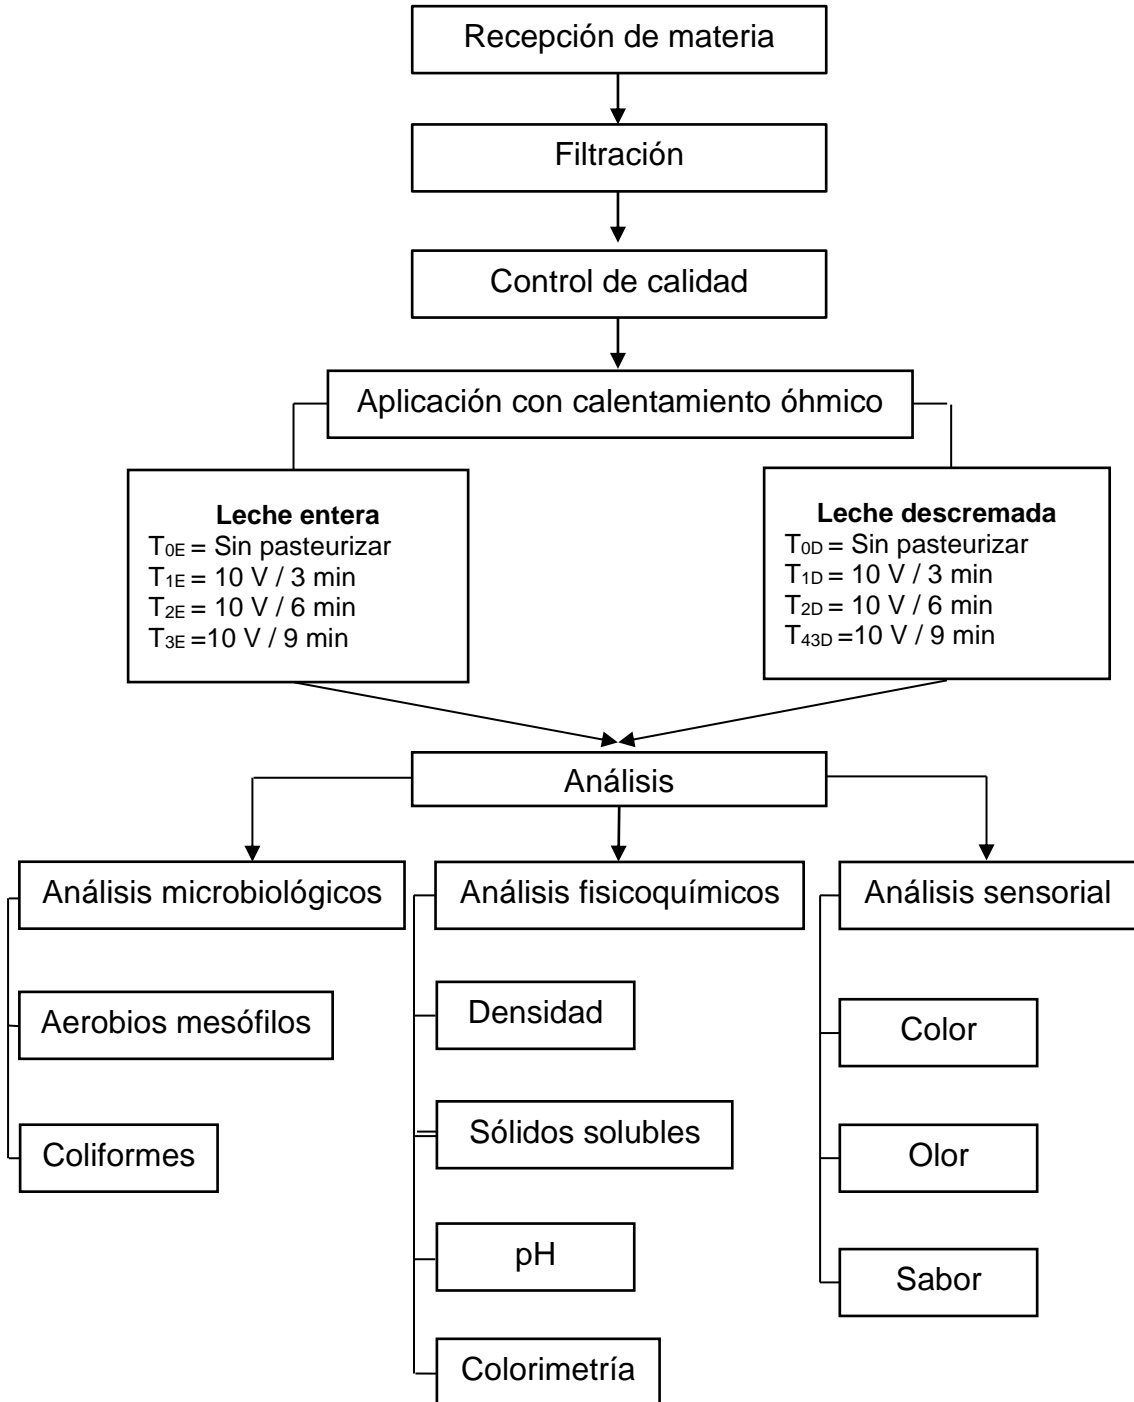 Recepción de materia
Filtración
Control de calidad
Aplicación con calentamiento óhmico
Leche entera
T0E = Sin pasteurizar
T1E = 10 V / 3 min
T2E = 10 V / 6 min
T3E =10 V / 9 min
Leche descremada
T0D = Sin pasteurizar
T1D = 10 V / 3 min
T2D = 10 V / 6 min
T43D =10 V / 9 min
Análisis
Análisis microbiológicos
Aerobios mesófilos
Coliformes
Análisis fisicoquímicos
Densidad
Sólidos solubles
pH
Colorimetría
Análisis sensorial
Color
Olor
Sabor